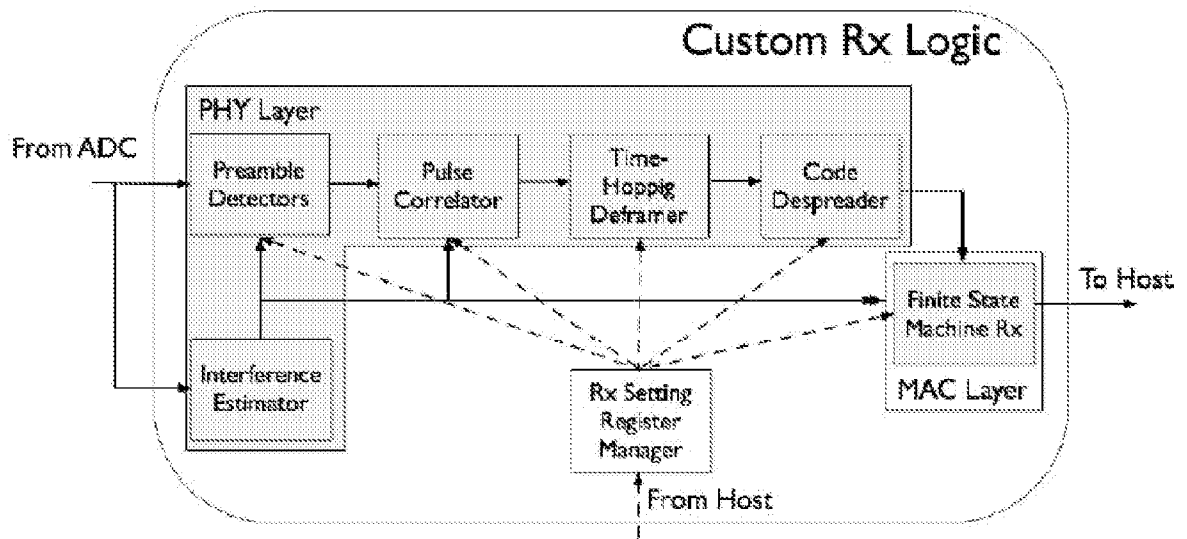 Custom Rx Logic
PHY Layer
From ADC
Preamble
Detectors
Pulse
Correlator
Time-
Hoppig
Deframer
Code
Despreader
To Host
Finite State
Machine Rx
MAC Layer
Interference
Estimator
Rx Setting
Register
Manager
From Host